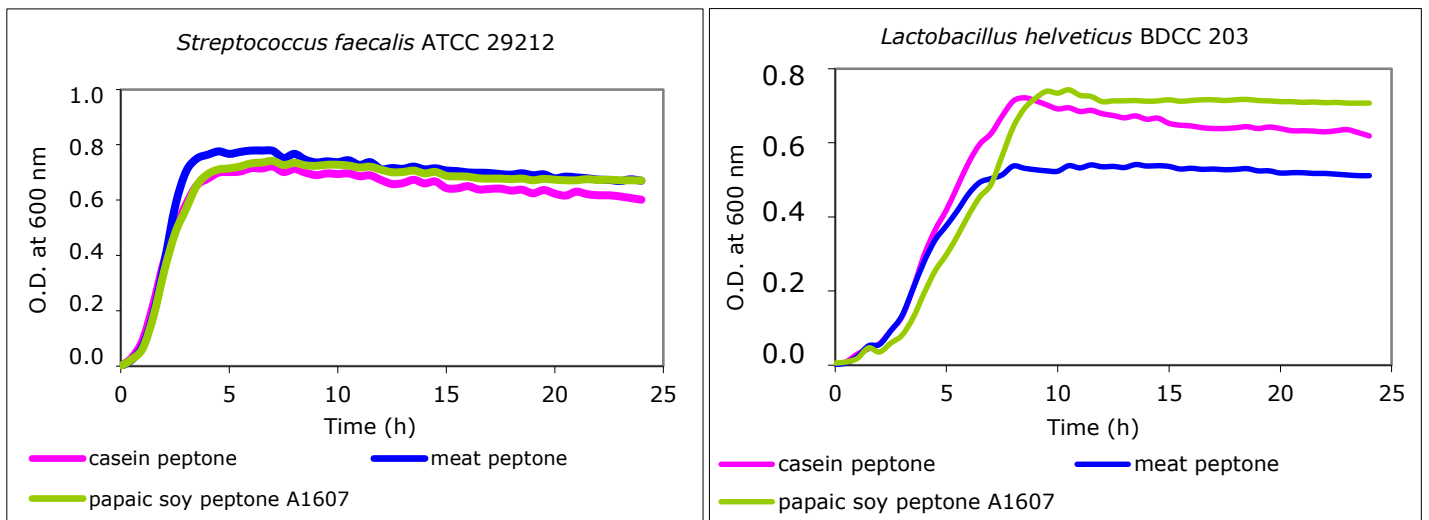 Streptococcus faecalis ATCC 29212
O.D. at 600 nm
1.0
0.8
0.6
0.4
0.2
0.0
0 5 10 15 20 25
Time (h)
casein peptone meat peptone
papaic soy peptone A1607
Lactobacillus helveticus BDCC 203
O.D. at 600 nm
0.8
0.6
0.4
0.2
0.0
0 5 10 15 20 25
Time (h)
casein peptone meat peptone
papaic soy peptone A1607